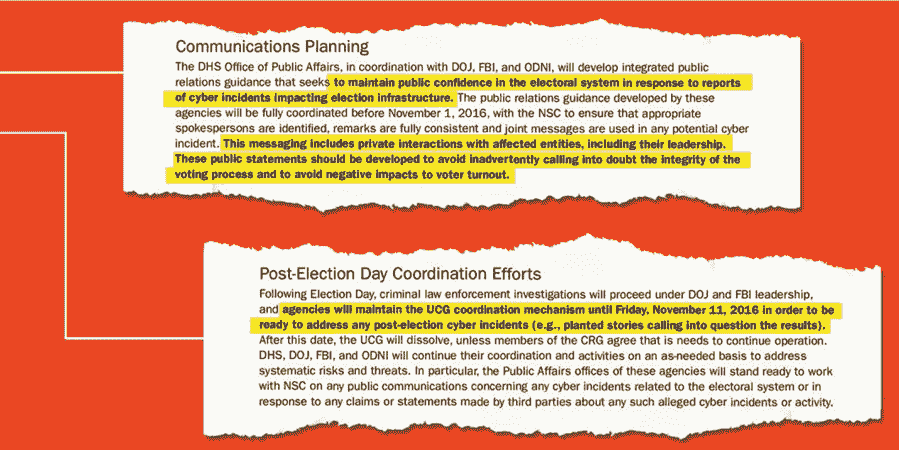 Communications Planning
The DHS Office of Public Affairs, in coordination with DOJ, FBI, and ODNI, will develop integrated public
relations guidance that seeks to maintain public confidence in the electoral system in response to reports
of cyber incidents impacting election infrastructure. The public relations guidance developed by these
agencies will be fully coordinated before November 1, 2016, with the NSC to ensure that appropriate
spokespersons are identified, remarks are fully consistent and joint messages are used in any potential cyber
incident. This messaging includes private interactions with affected entities, including their leadership.
These public statements should be developed to avoid inadvertently calling into doubt the integrity of the
voting process and to avoid negative impacts to voter turnout.
Post-Election Day Coordination Efforts
Following Election Day, criminal law enforcement investigations will proceed under DOJ and FBI leadership,
and agencies will maintain the UCG coordination mechanism until Friday, November 11, 2016 in order to be
ready to address any post-election cyber incidents (e.g., planted stories calling into question the results).
After this date, the UCG will dissolve, unless members of the CRG agree that is needs to continue operation.
DHS, DOJ, FBI, and ODNI will continue their coordination and activities on an as-needed basis to address
systematic risks and threats. In particular, the Public Affairs offices of these agencies will stand ready to work
with NSC on any public communications concerning any cyber incidents related to the electoral system or in
response to any claims or statements made by third parties about any such alleged cyber incidents or activity.